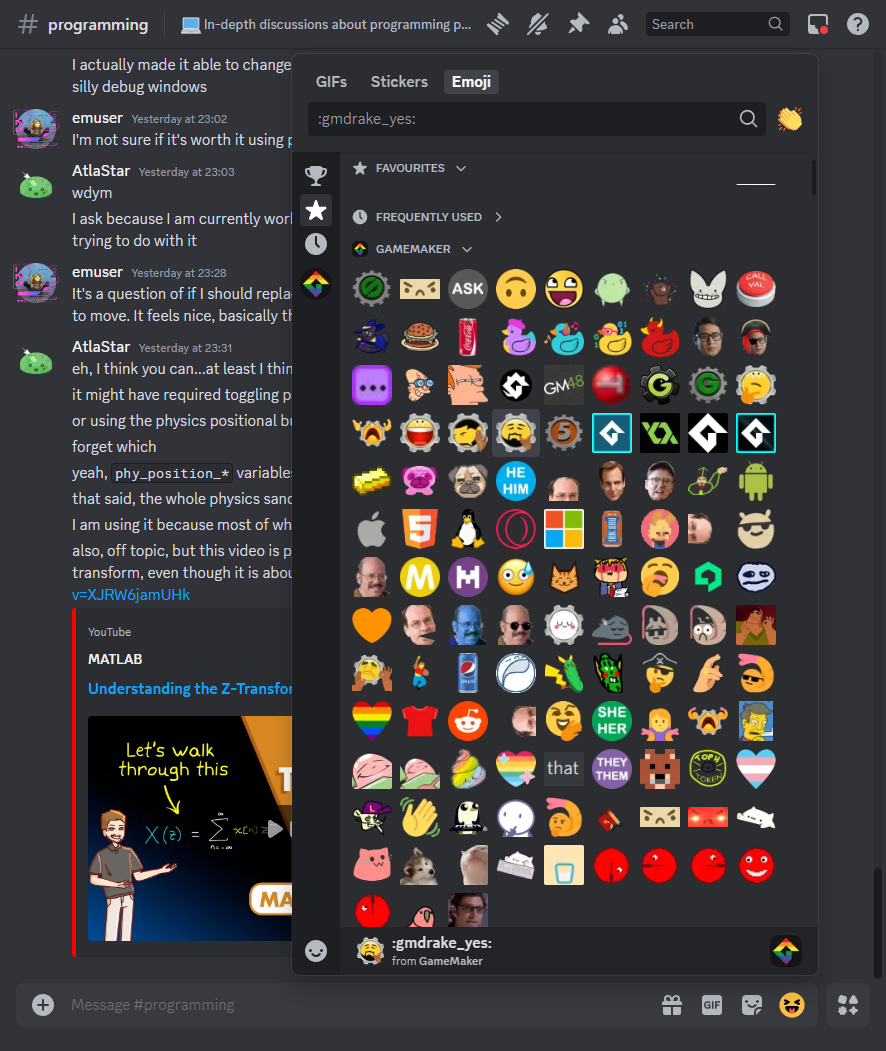 programming
In-depth discussions about programming p...
Search
I actually made it able to change
silly debug windows
emuser Yesterday at 23:02
I'm not sure if it's worth it using p
AtlaStar Yesterday at 23:03
wdym
I ask because I am currently wor
trying to do with it
emuser Yesterday at 23:28
It's a question of if I should repla
to move. It feels nice, basically th
AtlaStar Yesterday at 23:31
eh, I think you can...at least I thin
it might have required toggling p
or using the physics positional bu
forget which
yeah, phy_position_* variable
that said, the whole physics sand
I am using it because most of wh
also, off topic, but this video is p
transform, even though it is abou
v=XJRW6jamUHk
YouTube
MATLAB
Understanding the Z-Transfor
Let's walk
through this
X(z) = Σ x[n] z
n=-∞
∞
T
MA
GIFs
Stickers
Emoji
:gmdrake_yes:
FAVOURITES
FREQUENTLY USED
GAMEMAKER
ASK
CALL
VAL
GM48
5
HE
HIM
5
M
pepsi
SHE
HER
that
THEY
THEM
TOPH
TOKEN
L
:gmdrake_yes:
from GameMaker
Message #programming
GIF